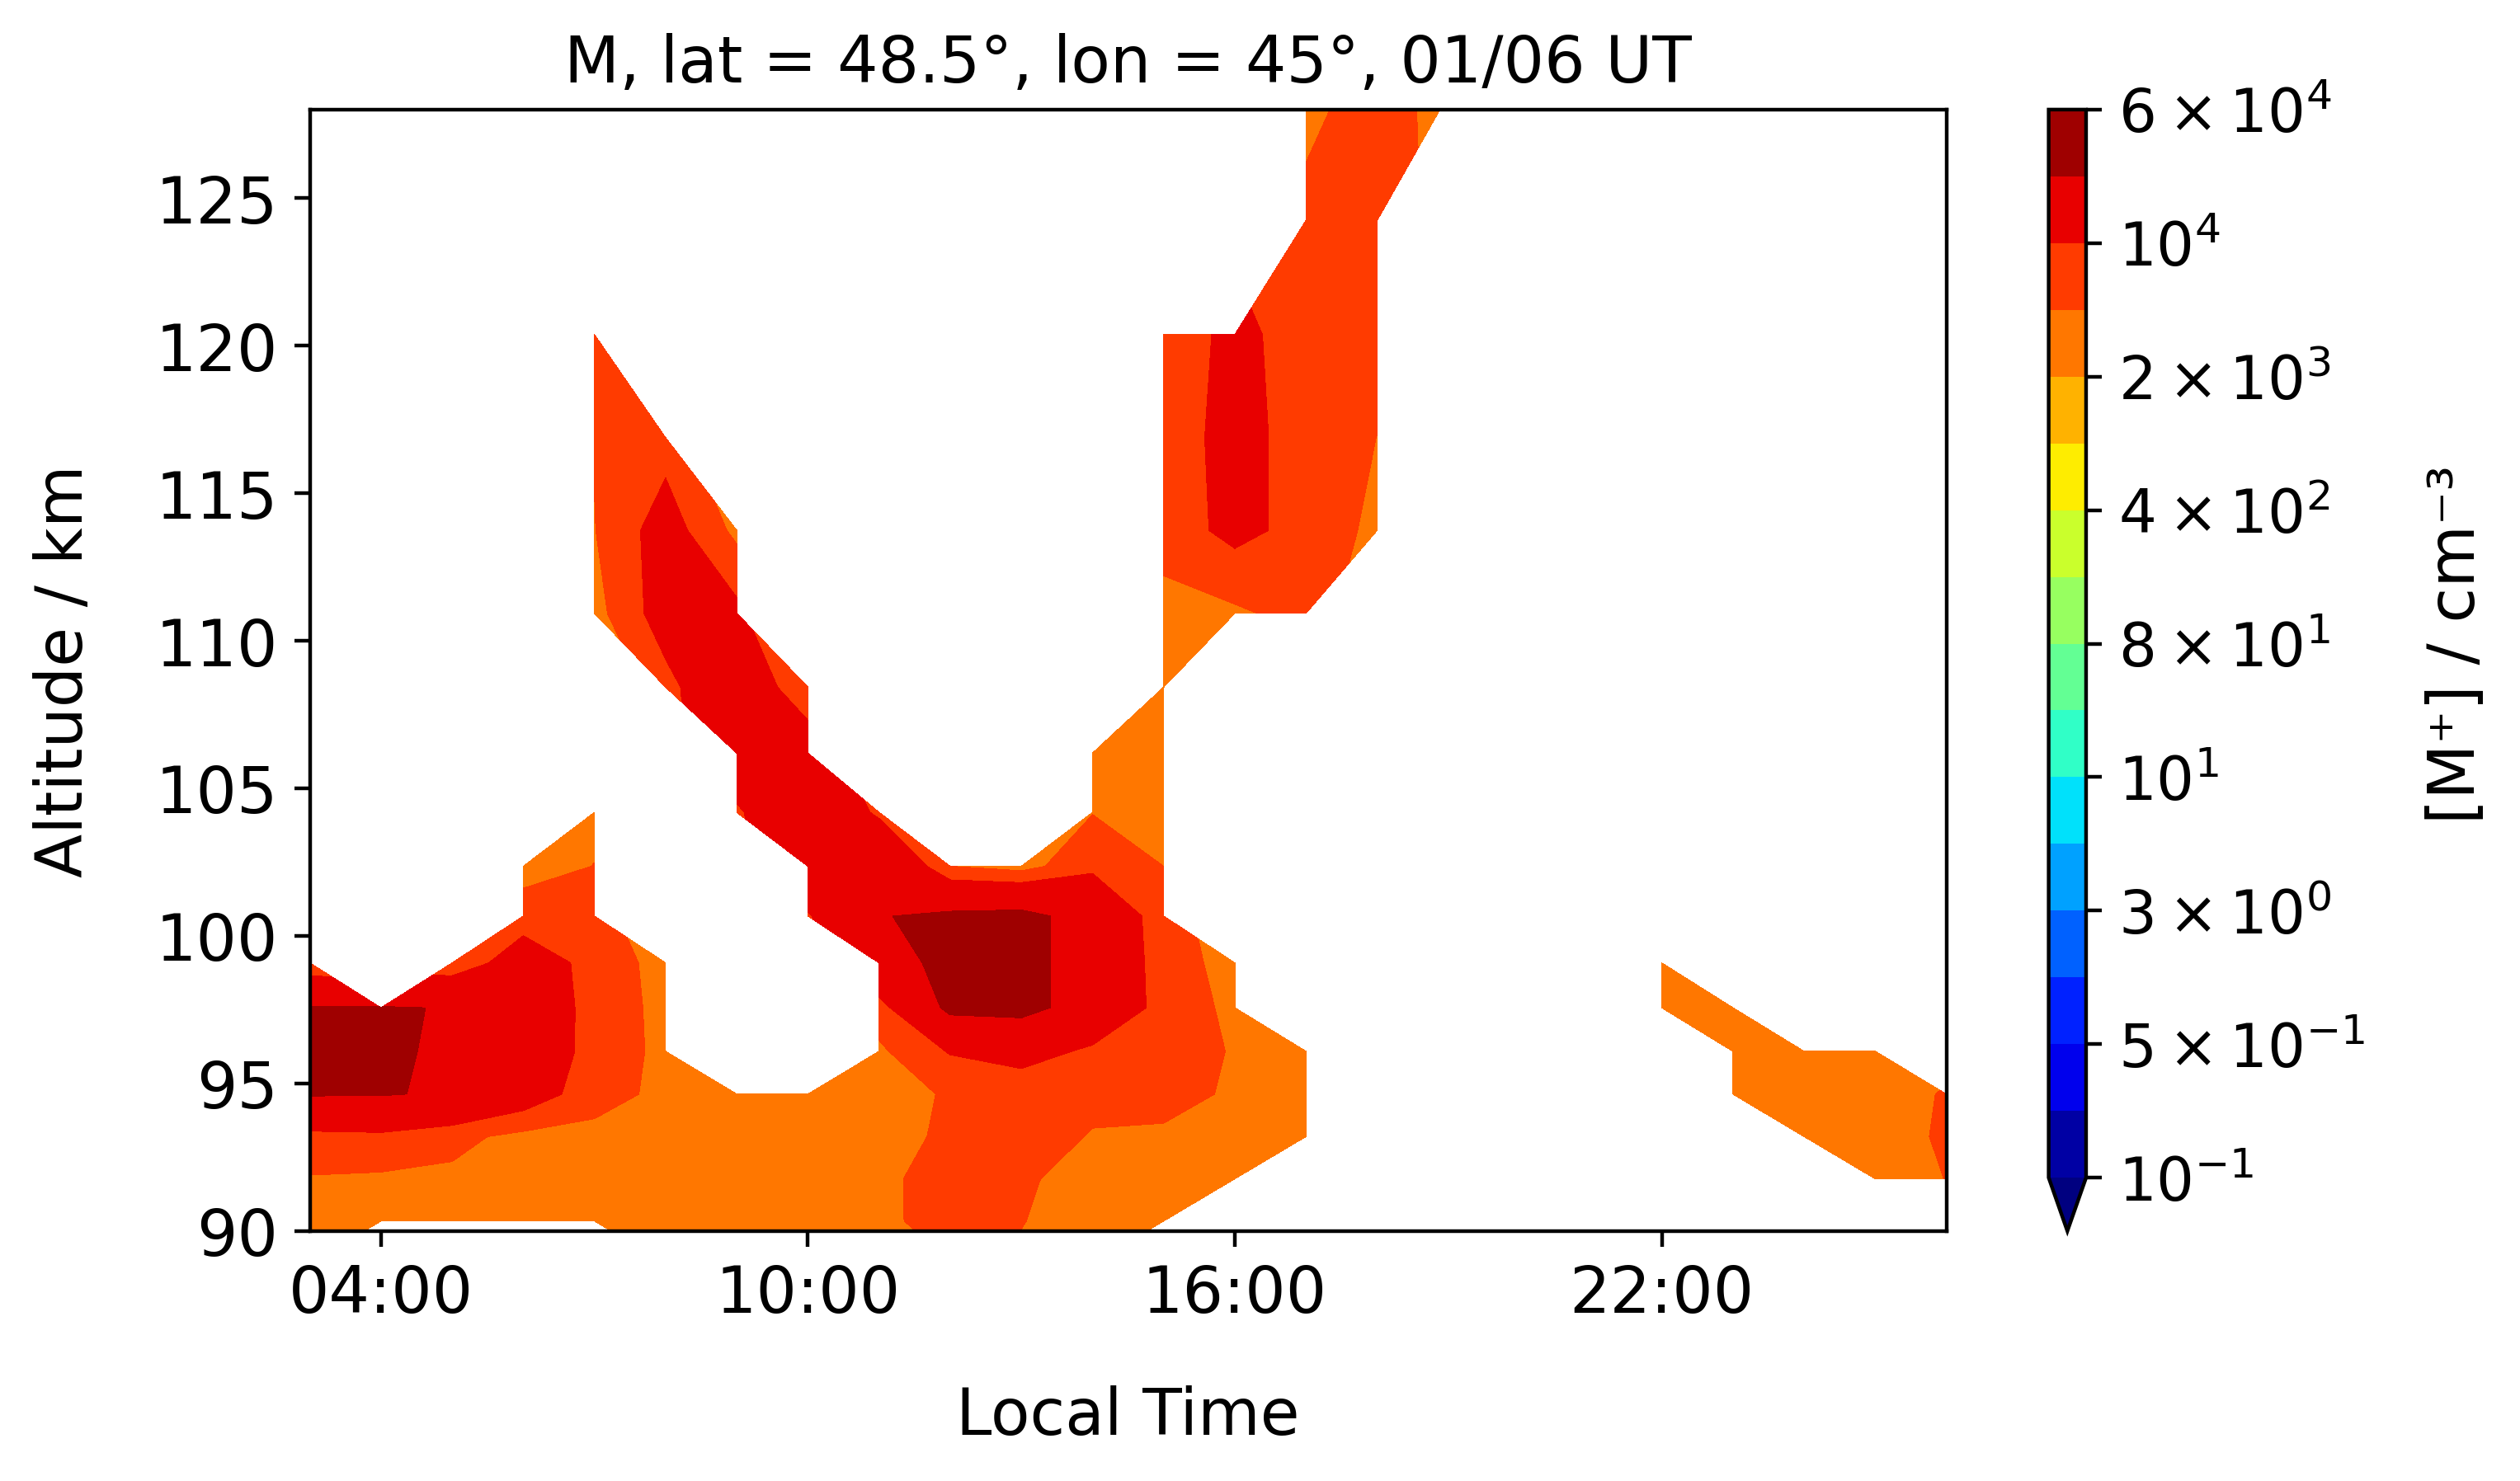 M, lat = 48.5°, lon = 45°, 01/06 UT
Altitude / km
125
120
115
110
105
100
95
90
04:00 10:00 16:00 22:00
Local Time
6 × 10⁴
10⁴
2 × 10³
4 × 10²
8 × 10¹
10¹
3 × 10⁰
5 × 10⁻¹
10⁻¹
[M⁺] / cm⁻³